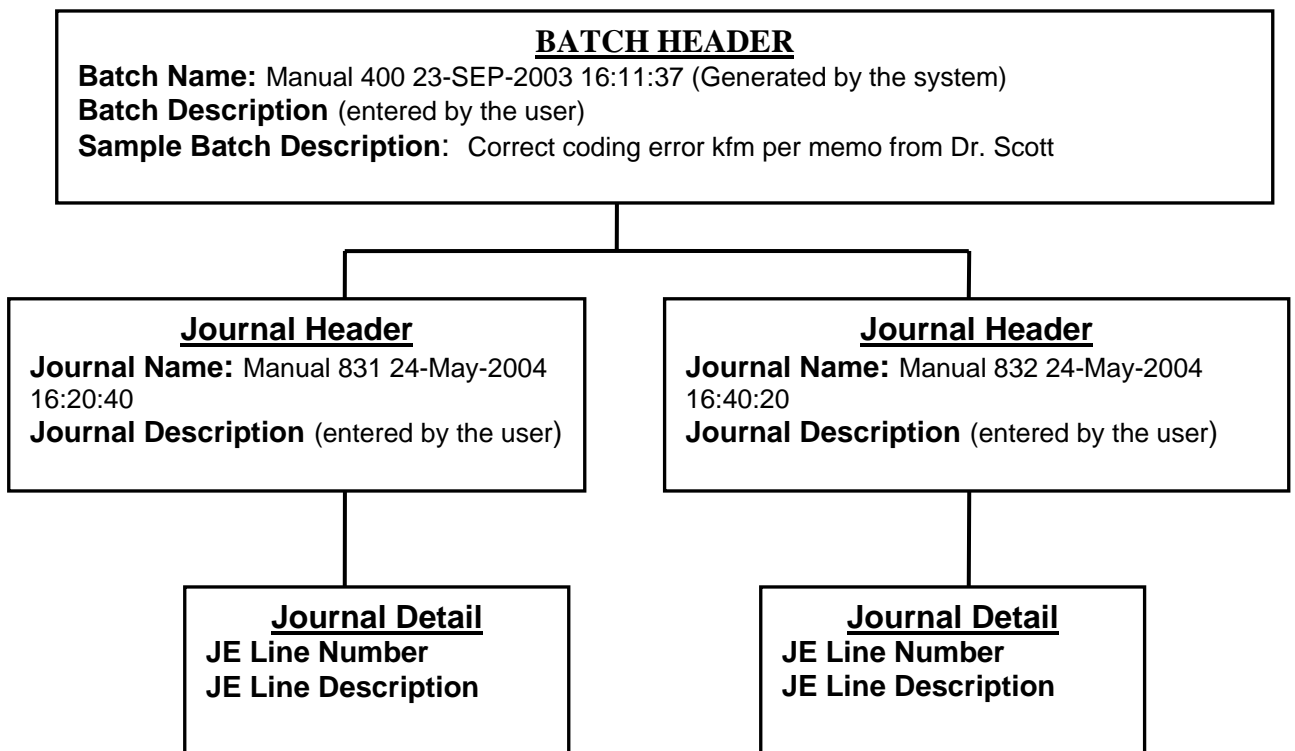 BATCH HEADER
Batch Name: Manual 400 23-SEP-2003 16:11:37 (Generated by the system)
Batch Description (entered by the user)
Sample Batch Description: Correct coding error kfm per memo from Dr. Scott
Journal Header
Journal Name: Manual 831 24-May-2004
16:20:40
Journal Description (entered by the user)
Journal Header
Journal Name: Manual 832 24-May-2004
16:40:20
Journal Description (entered by the user)
Journal Detail
JE Line Number
JE Line Description
Journal Detail
JE Line Number
JE Line Description